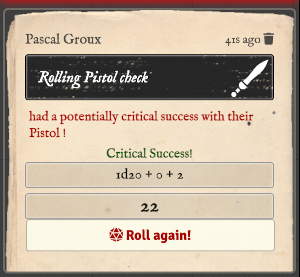 Pascal Groux 41s ago
Rolling Pistol check
had a potentially critical success with their
Pistol !
Critical Success!
1d20 + 0 + 2
22
Roll again!